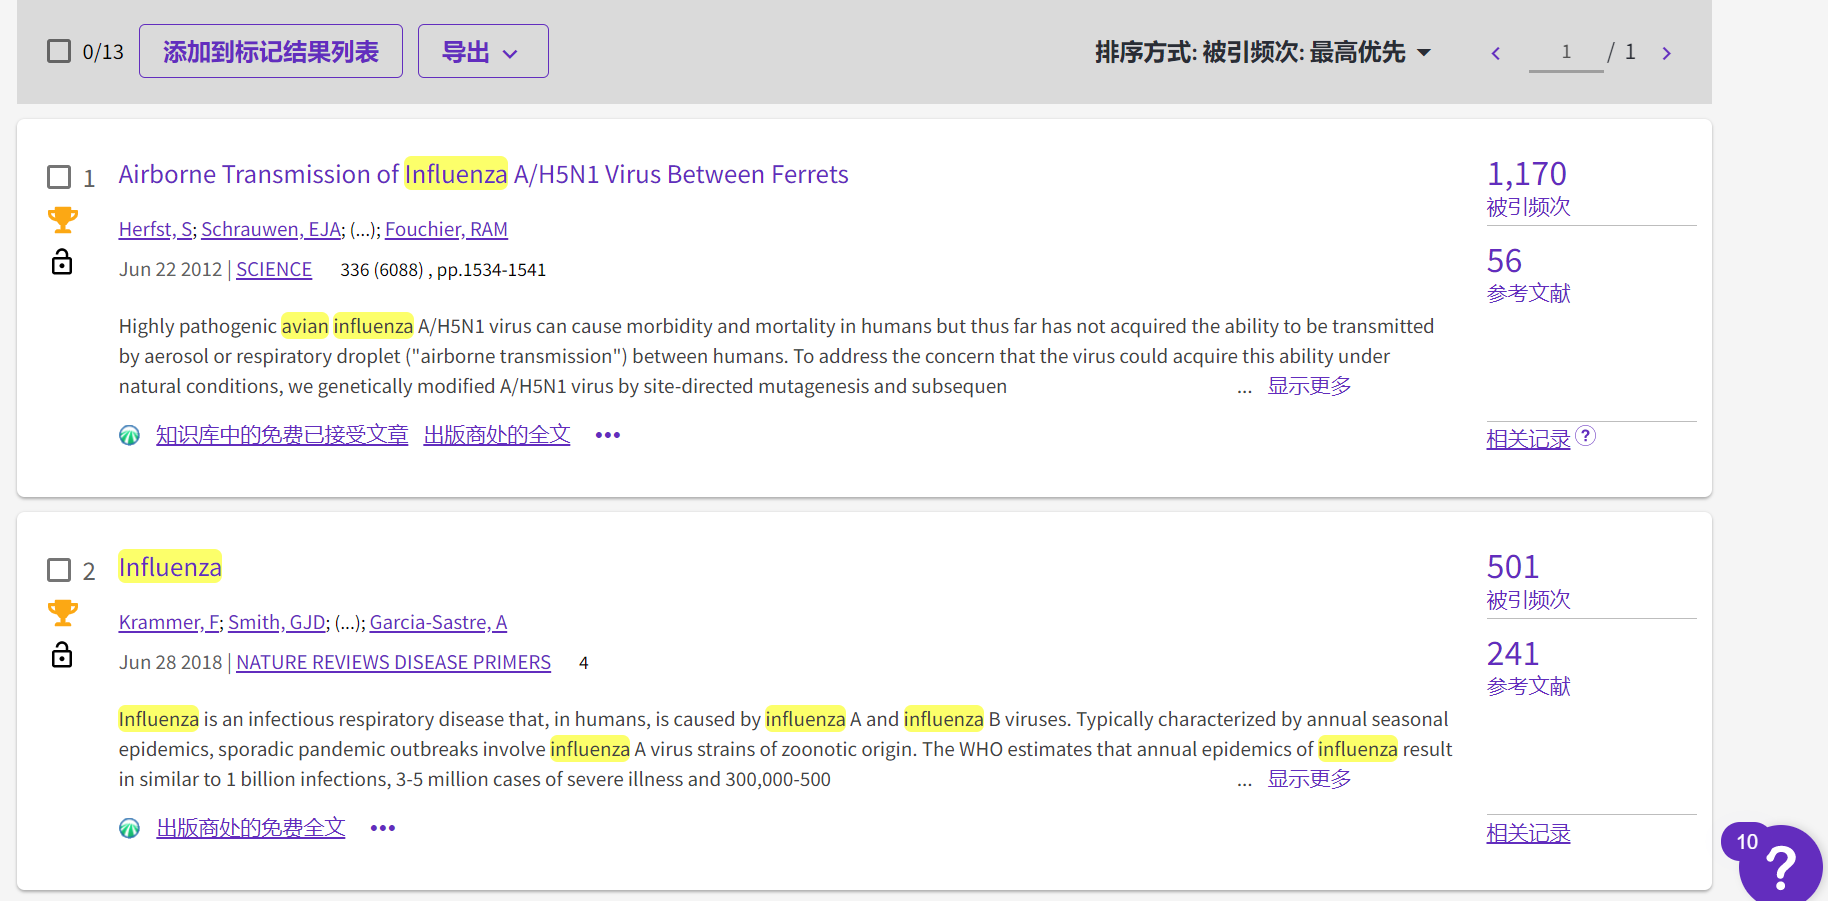 0/13 添加到标记结果列表 导出 排序方式: 被引频次: 最高优先 1 / 1
1 Airborne Transmission of Influenza A/H5N1 Virus Between Ferrets
1,170
被引频次
Herfst, S; Schrauwen, EJA; (...); Fouchier, RAM
Jun 22 2012 | SCIENCE 336 (6088) , pp.1534-1541
56
参考文献
Highly pathogenic avian influenza A/H5N1 virus can cause morbidity and mortality in humans but thus far has not acquired the ability to be transmitted
by aerosol or respiratory droplet ("airborne transmission") between humans. To address the concern that the virus could acquire this ability under
natural conditions, we genetically modified A/H5N1 virus by site-directed mutagenesis and subsequen ... 显示更多
知识库中的免费已接受文章 出版商处的全文 •••
相关记录 ?
2 Influenza
501
被引频次
Krammer, F; Smith, GJD; (...); Garcia-Sastre, A
Jun 28 2018 | NATURE REVIEWS DISEASE PRIMERS 4
241
参考文献
Influenza is an infectious respiratory disease that, in humans, is caused by influenza A and influenza B viruses. Typically characterized by annual seasonal
epidemics, sporadic pandemic outbreaks involve influenza A virus strains of zoonotic origin. The WHO estimates that annual epidemics of influenza result
in similar to 1 billion infections, 3-5 million cases of severe illness and 300,000-500 ... 显示更多
出版商处的免费全文 •••
相关记录
10
?